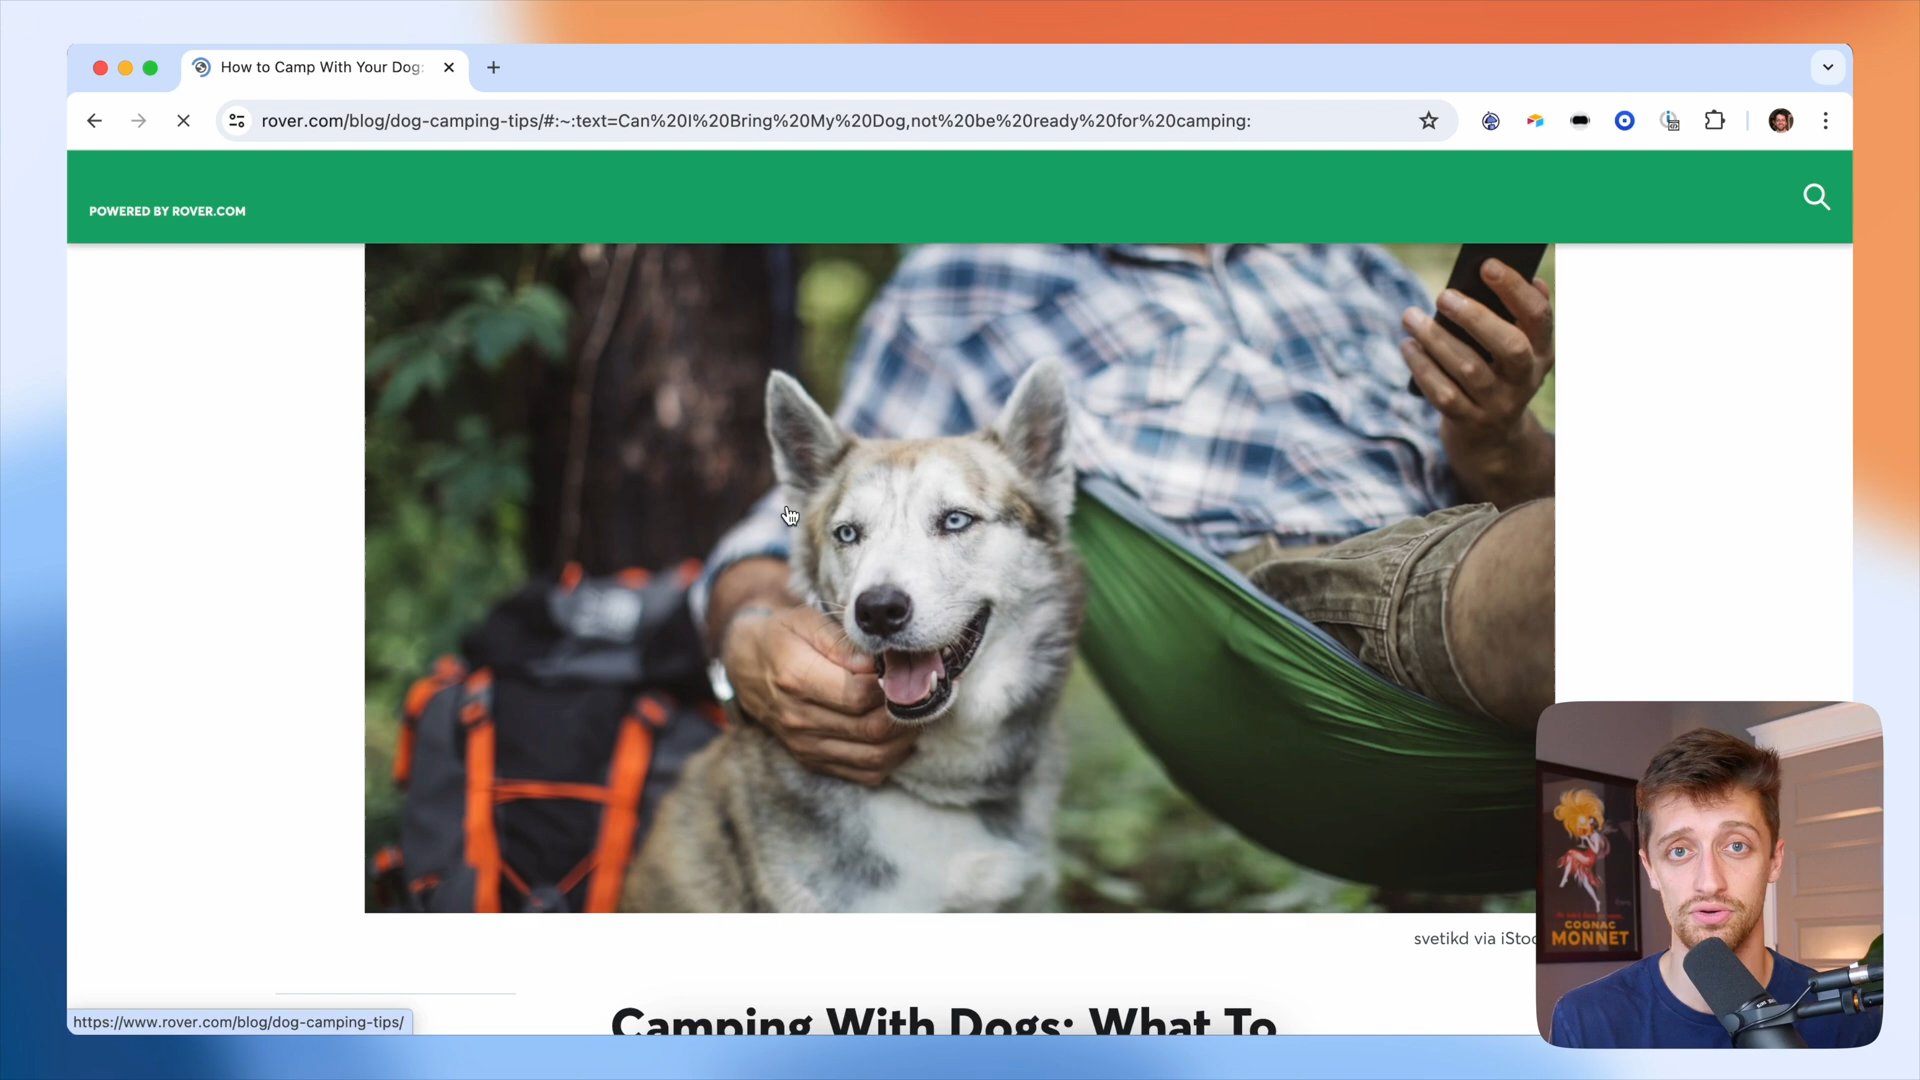 How to Camp With Your Dog:
rover.com/blog/dog-camping-tips/#:~:text=Can%20I%20Bring%20My%20Dog,not%20be%20ready%20for%20camping:
POWERED BY ROVER.COM
svetikd via iStoc
COGNAC
MONNET
Camping With Dogs: What To
https://www.rover.com/blog/dog-camping-tips/